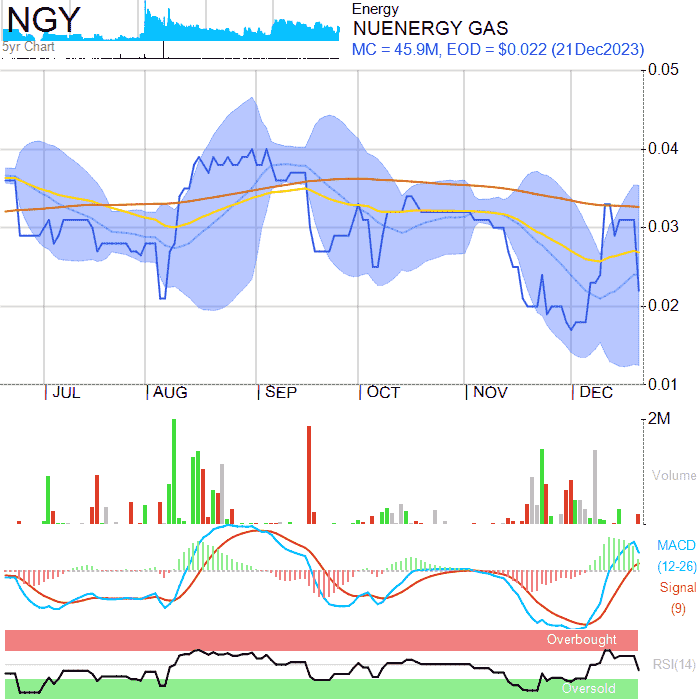 NGY
5yr Chart
Energy
NUENERGY GAS
MC = 45.9M, EOD = $0.022 (21Dec2023)
0.05
0.04
0.03
0.02
0.01
JUL
AUG
SEP
OCT
NOV
DEC
2M
Volume
MACD
(12-26)
Signal
(9)
Overbought
RSI(14)
Oversold